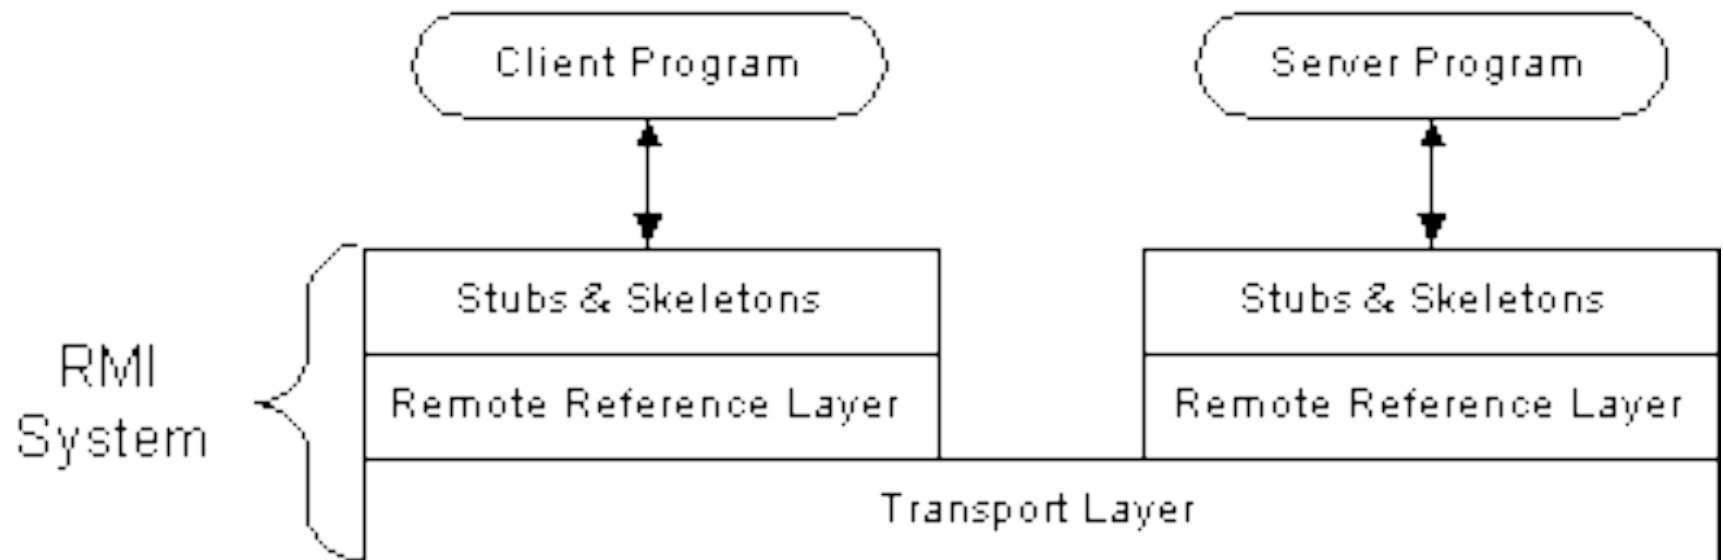 Client Program
Server Program
Stubs & Skeletons
Stubs & Skeletons
RMI
System
Remote Reference Layer
Remote Reference Layer
Transport Layer